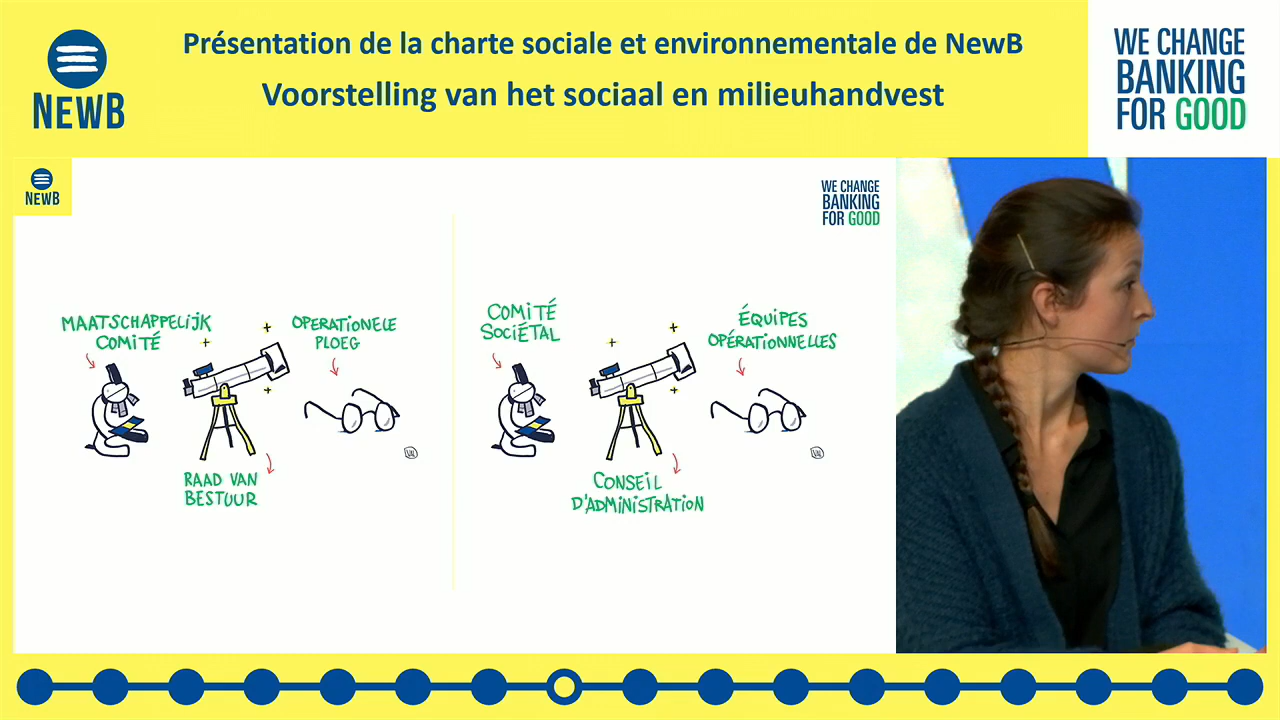 NEWB
Présentation de la charte sociale et environnementale de NewB
Voorstelling van het sociaal en milieuhandvest
WE CHANGE
BANKING
FOR GOOD
NEWB
WE CHANGE
BANKING
FOR GOOD
MAATSCHAPPELIJK
COMITÉ
OPERATIONELE
PLOEG
RAAD VAN
BESTUUR
COMITÉ
SOCIÉTAL
ÉQUIPES
OPÉRATIONNELLES
CONSEIL
D'ADMINISTRATION